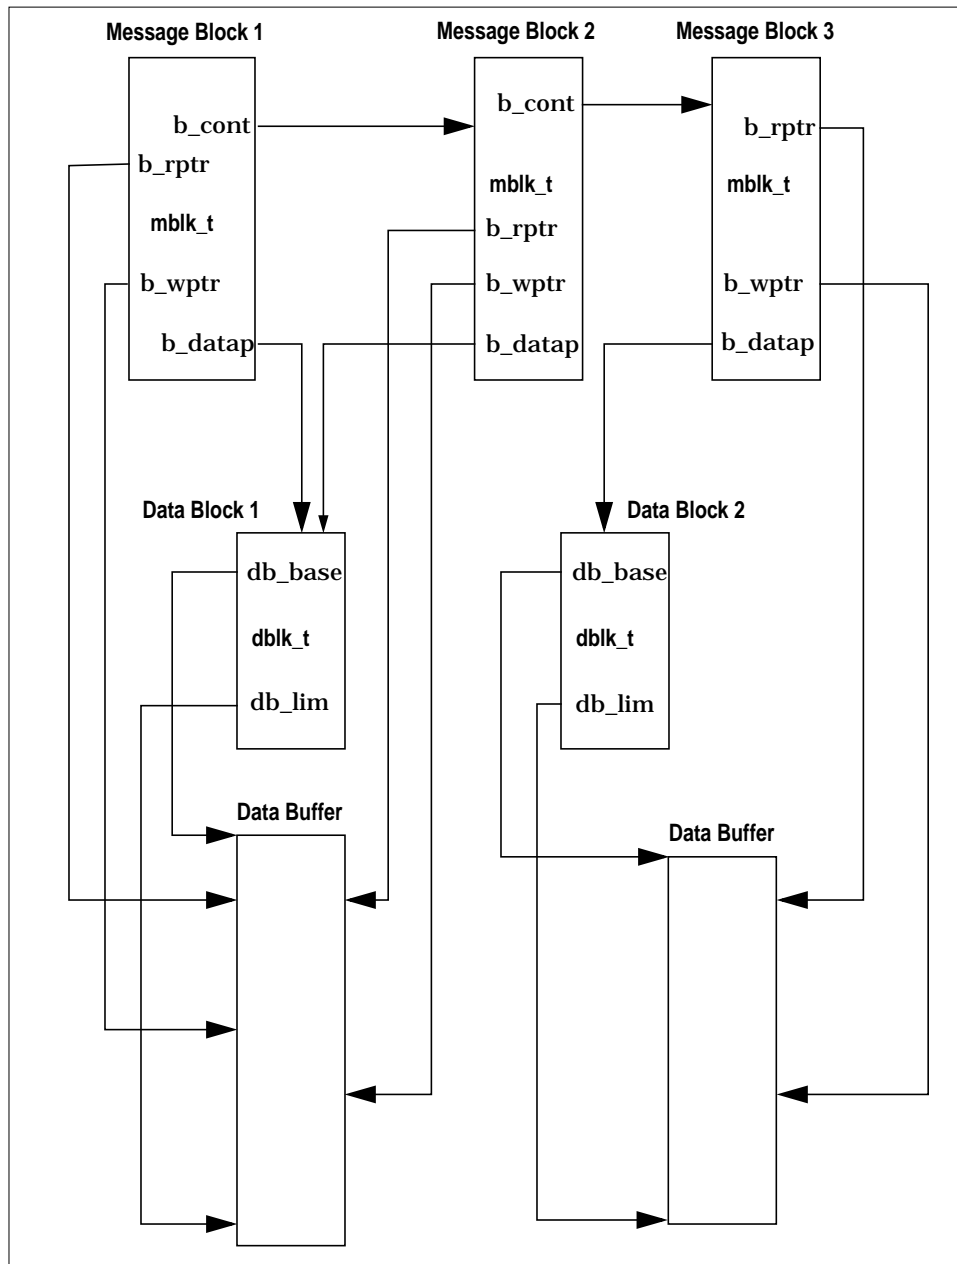 Message Block 1
Message Block 2
Message Block 3
b_cont
b_rptr
mblk_t
b_wptr
b_datap
b_cont
mblk_t
b_rptr
b_wptr
b_datap
b_rptr
mblk_t
b_wptr
b_datap
Data Block 1
db_base
dblk_t
db_lim
Data Block 2
db_base
dblk_t
db_lim
Data Buffer
Data Buffer